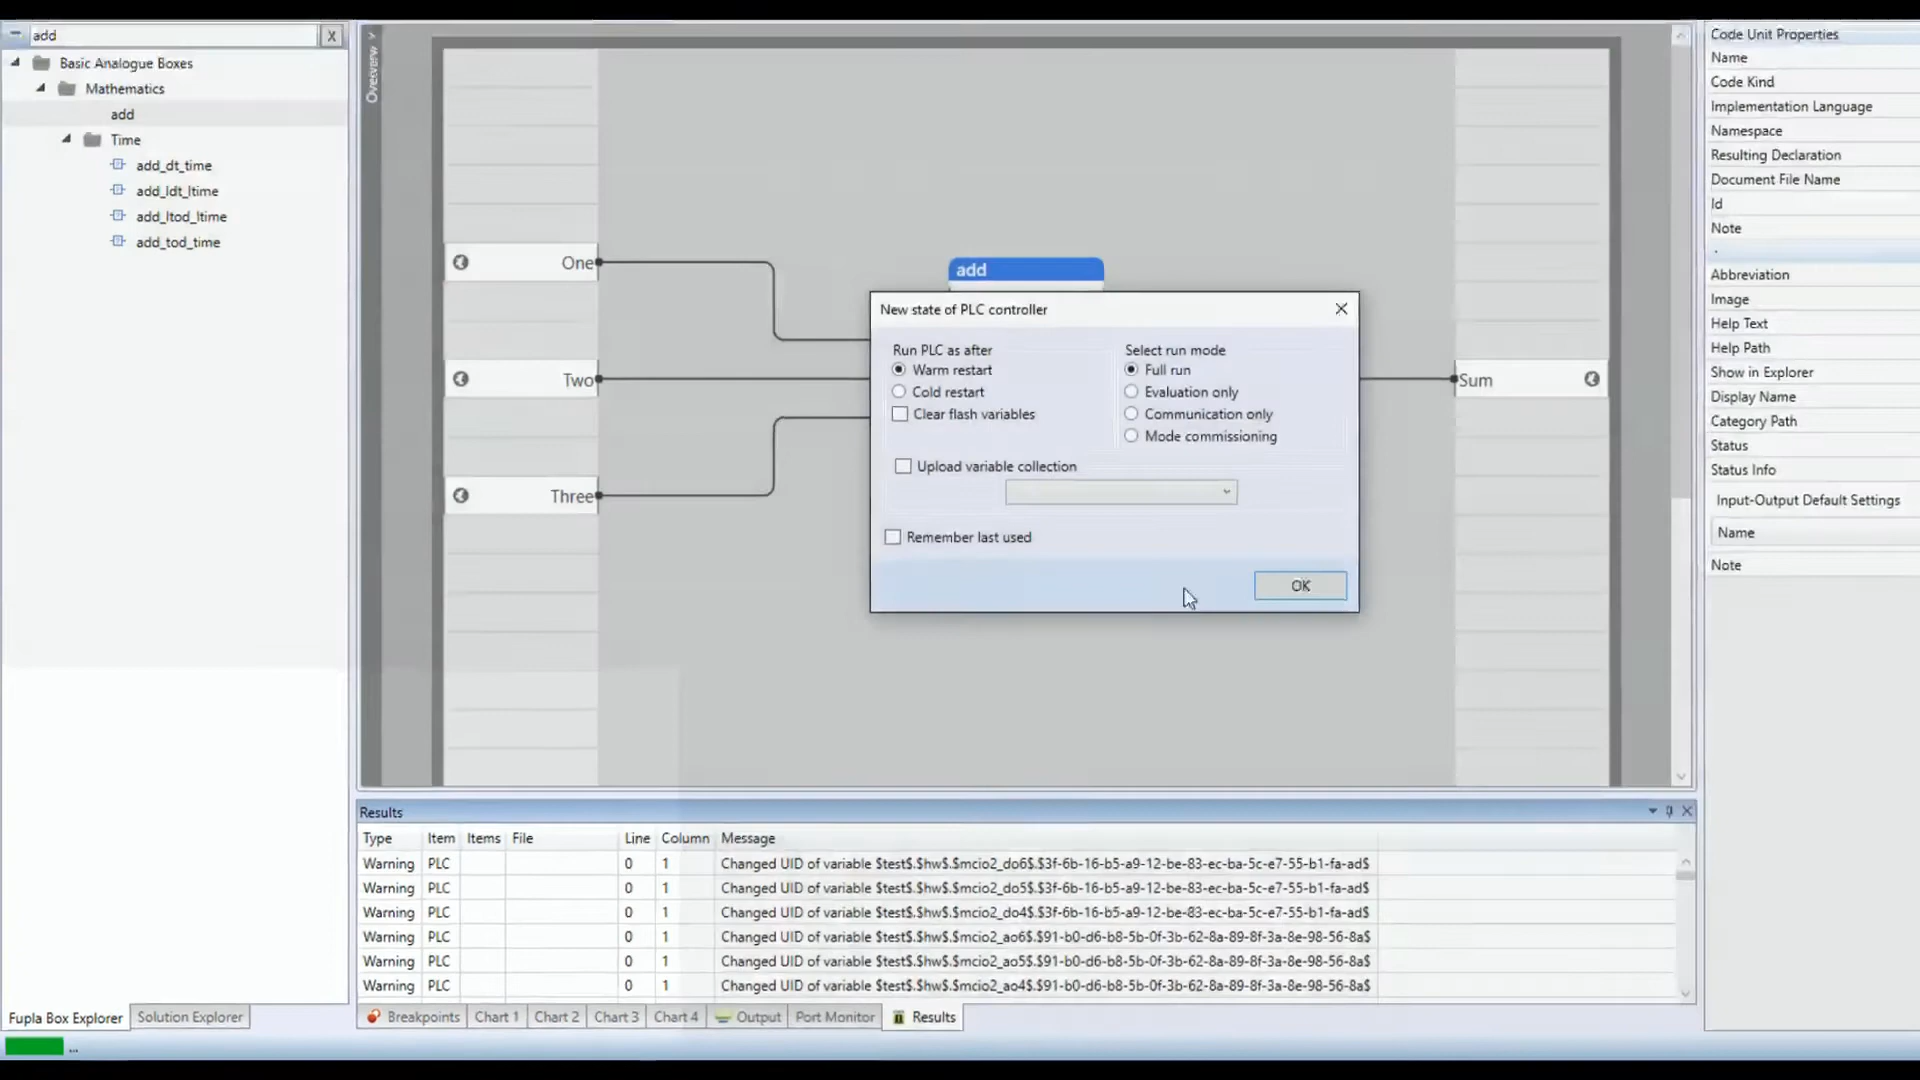 add
X
Basic Analogue Boxes
Mathematics
add
Time
add_dt_time
add_ldt_ltime
add_ltod_ltime
add_tod_time
Fupla Box Explorer
Solution Explorer
...
Overview
One
Two
Three
add
Sum
New state of PLC controller
Run PLC as after
Warm restart
Cold restart
Clear flash variables
Select run mode
Full run
Evaluation only
Communication only
Mode commissioning
Upload variable collection
Remember last used
OK
Results
Type Item Items File Line Column Message
Warning PLC 0 1 Changed UID of variable $test$.$hw$.$mcio2_do6$.$3f-6b-16-b5-a9-12-be-83-ec-ba-5c-e7-55-b1-fa-ad$
Warning PLC 0 1 Changed UID of variable $test$.$hw$.$mcio2_do5$.$3f-6b-16-b5-a9-12-be-83-ec-ba-5c-e7-55-b1-fa-ad$
Warning PLC 0 1 Changed UID of variable $test$.$hw$.$mcio2_do4$.$3f-6b-16-b5-a9-12-be-83-ec-ba-5c-e7-55-b1-fa-ad$
Warning PLC 0 1 Changed UID of variable $test$.$hw$.$mcio2_ao6$.$91-b0-d6-b8-5b-0f-3b-62-8a-89-8f-3a-8e-98-56-8a$
Warning PLC 0 1 Changed UID of variable $test$.$hw$.$mcio2_ao5$.$91-b0-d6-b8-5b-0f-3b-62-8a-89-8f-3a-8e-98-56-8a$
Warning PLC 0 1 Changed UID of variable $test$.$hw$.$mcio2_ao4$.$91-b0-d6-b8-5b-0f-3b-62-8a-89-8f-3a-8e-98-56-8a$
Breakpoints Chart 1 Chart 2 Chart 3 Chart 4 Output Port Monitor Results
Code Unit Properties
Name
Code Kind
Implementation Language
Namespace
Resulting Declaration
Document File Name
Id
Note
.
Abbreviation
Image
Help Text
Help Path
Show in Explorer
Display Name
Category Path
Status
Status Info
Input-Output Default Settings
Name
Note